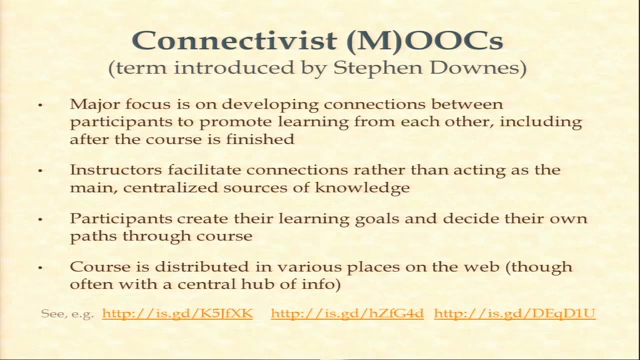 Connectivist (M)OOCs
(term introduced by Stephen Downes)
• Major focus is on developing connections between
participants to promote learning from each other, including
after the course is finished
• Instructors facilitate connections rather than acting as the
main, centralized sources of knowledge
• Participants create their learning goals and decide their own
paths through course
• Course is distributed in various places on the web (though
often with a central hub of info)
See, e.g. http://is.gd/K5JfXK http://is.gd/hZfG4d http://is.gd/DEqD1U